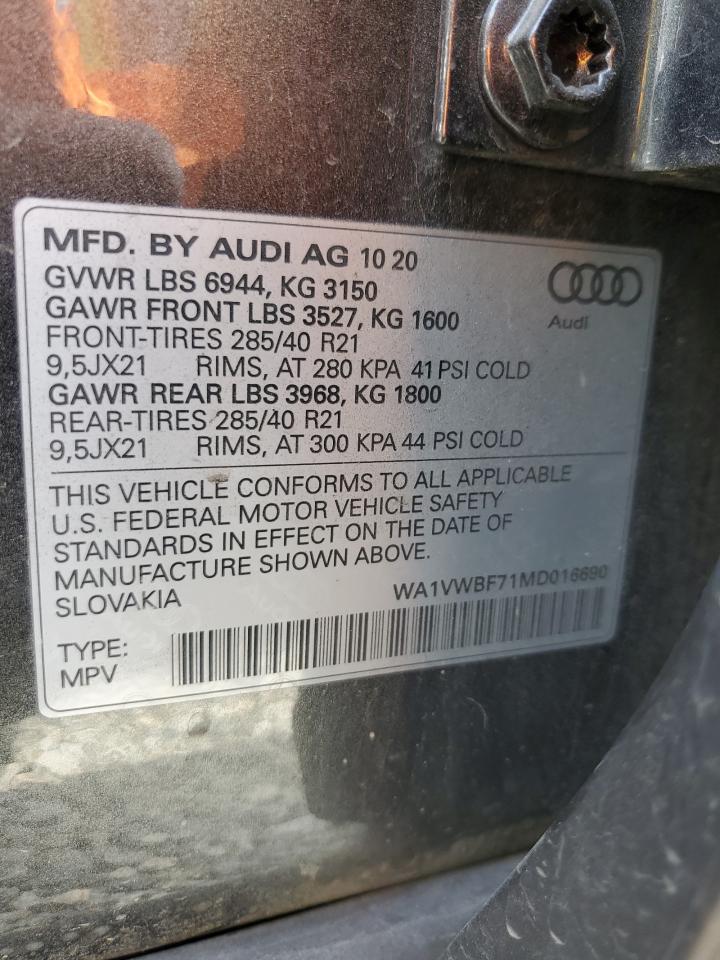 MFD. BY AUDI AG 10 20
GVWR LBS 6944, KG 3150
GAWR FRONT LBS 3527, KG 1600
FRONT-TIRES 285/40 R21
9,5JX21 RIMS, AT 280 KPA 41 PSI COLD
GAWR REAR LBS 3968, KG 1800
REAR-TIRES 285/40 R21
9,5JX21 RIMS, AT 300 KPA 44 PSI COLD
Audi
THIS VEHICLE CONFORMS TO ALL APPLICABLE
U.S. FEDERAL MOTOR VEHICLE SAFETY
STANDARDS IN EFFECT ON THE DATE OF
MANUFACTURE SHOWN ABOVE.
SLOVAKIA WA1VWBF71MD016690
TYPE:
MPV